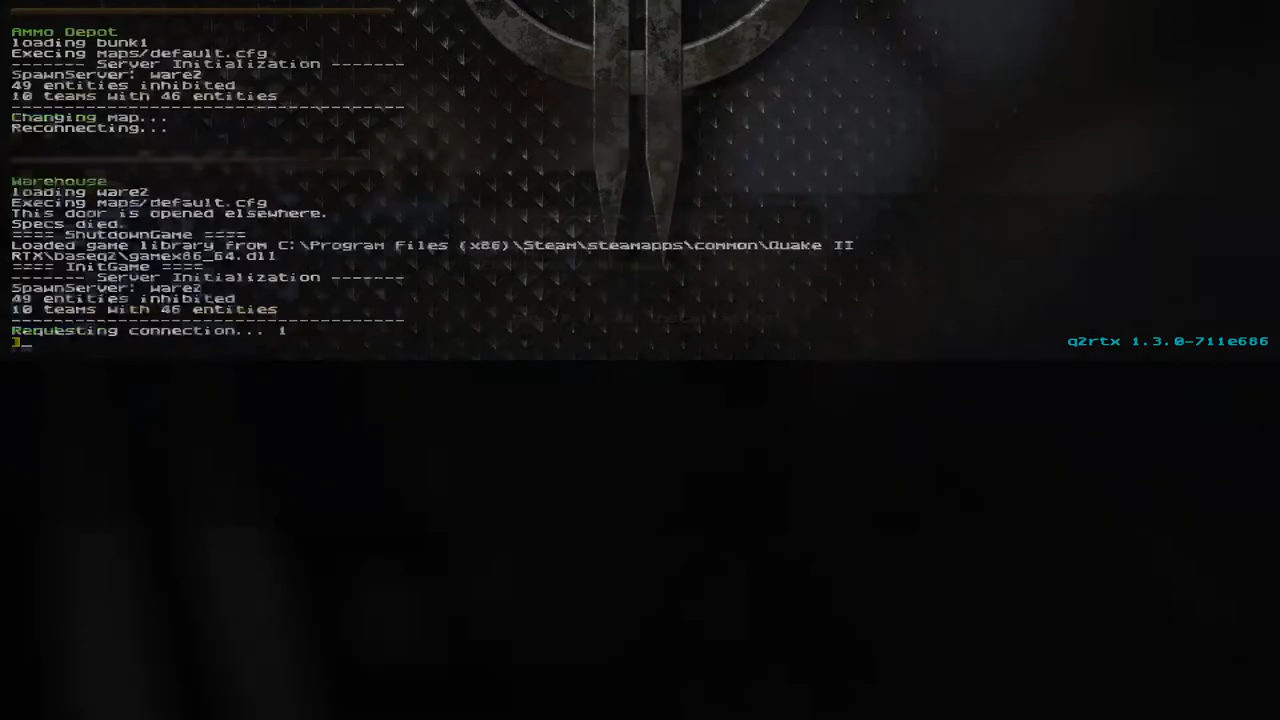 Ammo Depot
loading bunk1
Execing maps/default.cfg
------- Server Initialization -------
SpawnServer: ware2
49 entities inhibited
10 teams with 46 entities
-------------------------------------
Changing map...
Reconnecting...
Warehouse
loading ware2
Execing maps/default.cfg
This door is opened elsewhere.
Specs died.
==== ShutdownGame ====
Loaded game library from C:\Program Files (x86)\Steam\steamapps\common\Quake II
RTX\baseq2\gamex86_64.dll
==== InitGame ====
------- Server Initialization -------
SpawnServer: ware2
49 entities inhibited
10 teams with 46 entities
-------------------------------------
Requesting connection... 1
]_
q2rtx 1.3.0-711e686